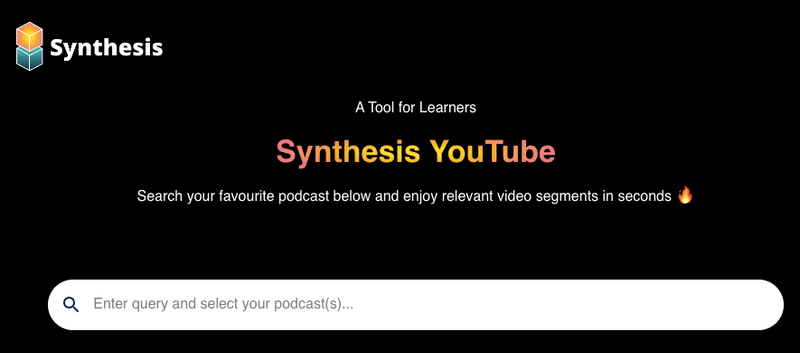 Synthesis
A Tool for Learners
Synthesis YouTube
Search your favourite podcast below and enjoy relevant video segments in seconds 🔥
Enter query and select your podcast(s)...